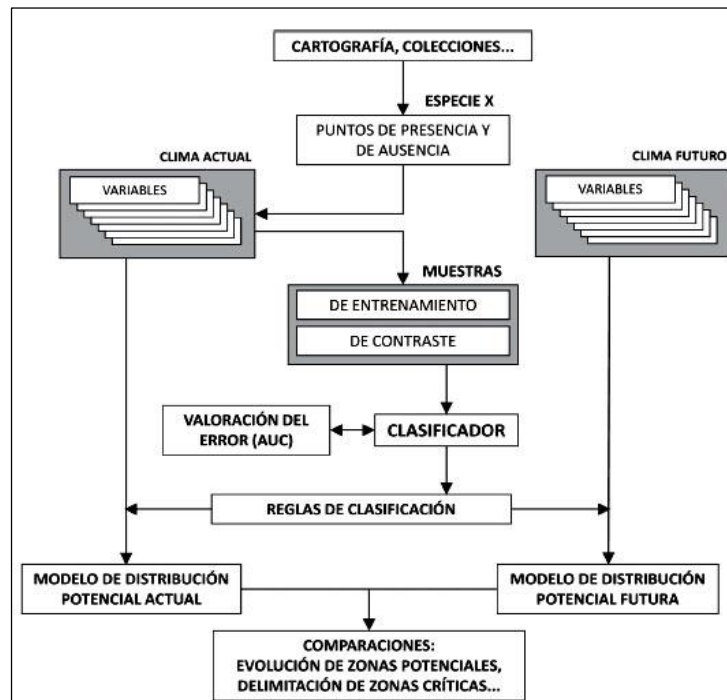 CARTOGRAFÍA, COLECCIONES...
ESPECIE X
PUNTOS DE PRESENCIA Y
DE AUSENCIA
CLIMA ACTUAL
VARIABLES
CLIMA FUTURO
VARIABLES
MUESTRAS
DE ENTRENAMIENTO
DE CONTRASTE
VALORACIÓN DEL
ERROR (AUC)
CLASIFICADOR
REGLAS DE CLASIFICACIÓN
MODELO DE DISTRIBUCIÓN
POTENCIAL ACTUAL
MODELO DE DISTRIBUCIÓN
POTENCIAL FUTURA
COMPARACIONES:
EVOLUCIÓN DE ZONAS POTENCIALES,
DELIMITACIÓN DE ZONAS CRÍTICAS...